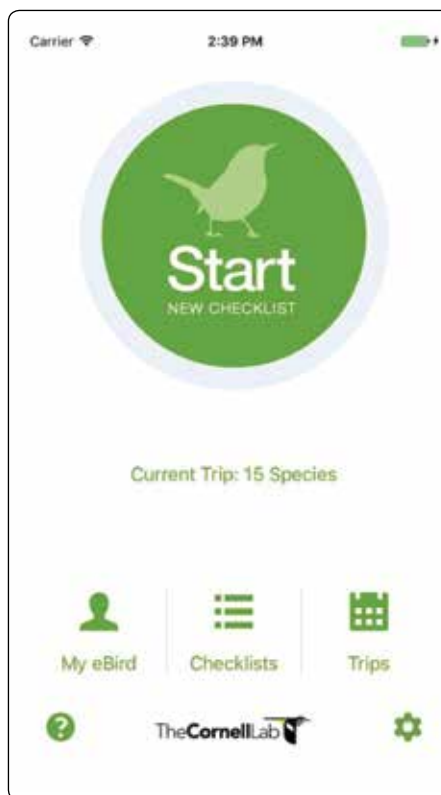 Carrier 2:39 PM
Start
NEW CHECKLIST
Current Trip: 15 Species
My eBird Checklists Trips
? TheCornellLab